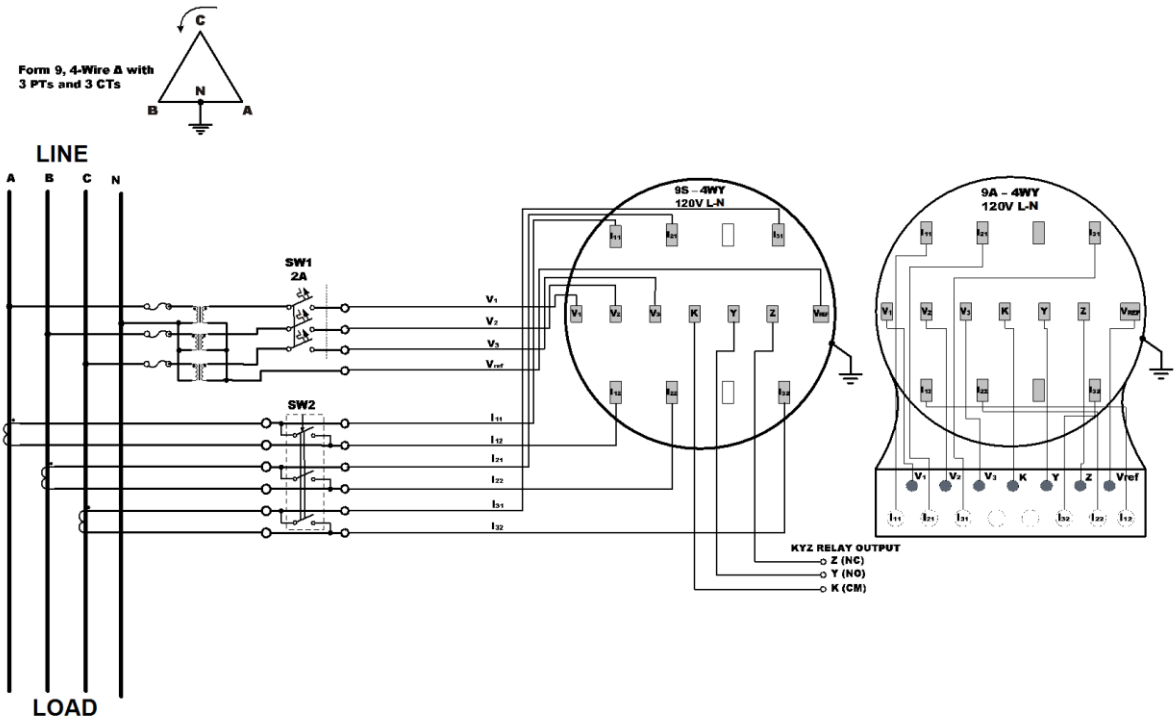 C
Form 9, 4-Wire Δ with
3 PTs and 3 CTs
N
B
A
LINE
A B C N
SW1
2A
V₁
V₂
V₃
Vref
SW2
I₁₁
I₁₂
I₂₁
I₂₂
I₃₁
I₃₂
LOAD
9S – 4WY
120V L-N
I₁₁ I₂₁ I₃₁
V₁ V₂ V₃ K Y Z VREF
I₁₂ I₂₂ I₃₂
KYZ RELAY OUTPUT
Z (NC)
Y (NO)
K (CM)
9A – 4WY
120V L-N
I₁₁ I₂₁ I₃₁
V₁ V₂ V₃ K Y Z VREF
I₁₂ I₂₂ I₃₂
V₁ V₂ V₃ K Y Z Vref
I₁₁ I₂₁ I₃₁ I₃₂ I₂₂ I₁₂